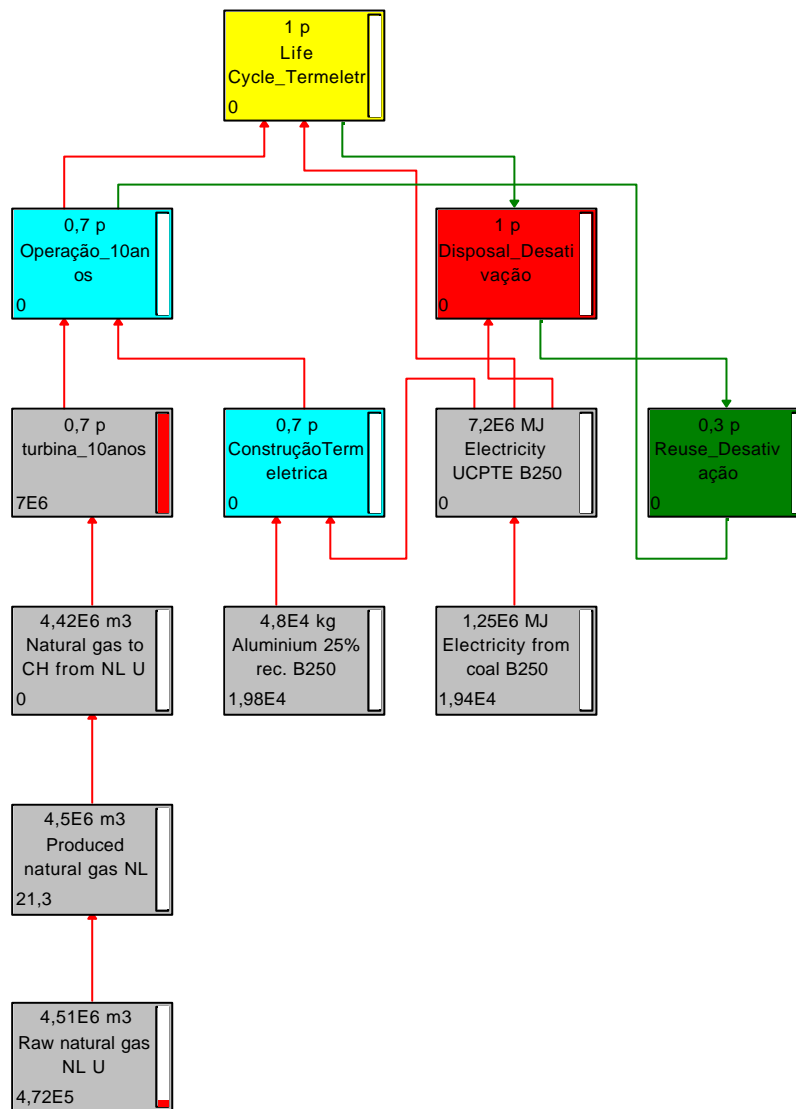 1 p
Life
Cycle_Termeletr
0
0,7 p
Operação_10an
os
0
1 p
Disposal_Desati
vação
0
0,7 p
turbina_10anos
7E6
0,7 p
ConstruçãoTerm
eletrica
0
7,2E6 MJ
Electricity
UCPTE B250
0
0,3 p
Reuse_Desativ
ação
0
4,42E6 m3
Natural gas to
CH from NL U
0
4,8E4 kg
Aluminium 25%
rec. B250
1,98E4
1,25E6 MJ
Electricity from
coal B250
1,94E4
4,5E6 m3
Produced
natural gas NL
21,3
4,51E6 m3
Raw natural gas
NL U
4,72E5